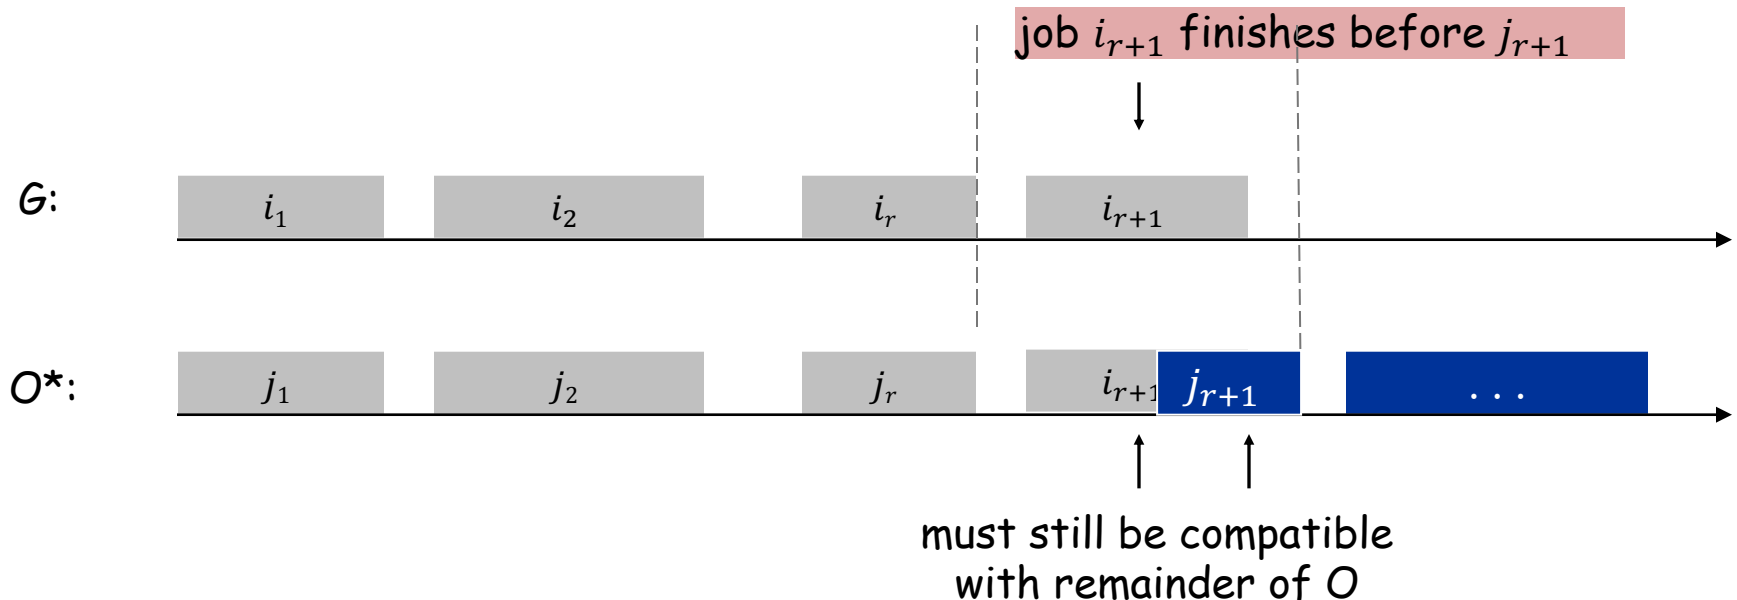 job i_{r+1} finishes before j_{r+1}
G:
i_1 i_2 i_r i_{r+1}
O*:
j_1 j_2 j_r i_{r+1} j_{r+1} . . .
must still be compatible
with remainder of O